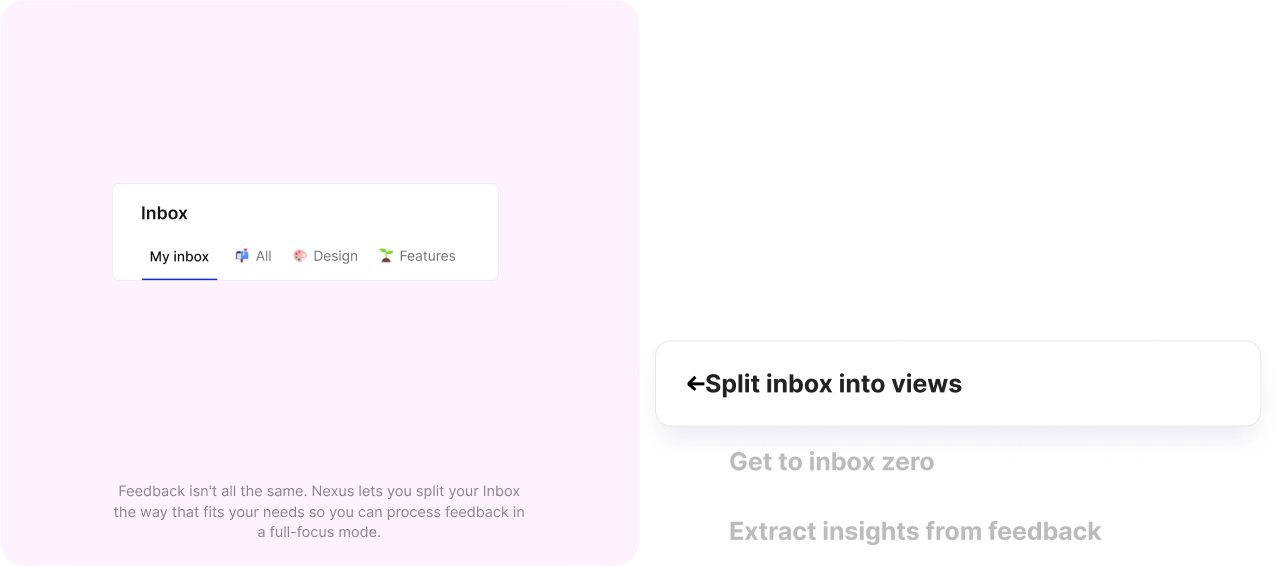 Inbox
My inbox All Design Features
Feedback isn't all the same. Nexus lets you split your Inbox
the way that fits your needs so you can process feedback in
a full-focus mode.
←Split inbox into views
Get to inbox zero
Extract insights from feedback